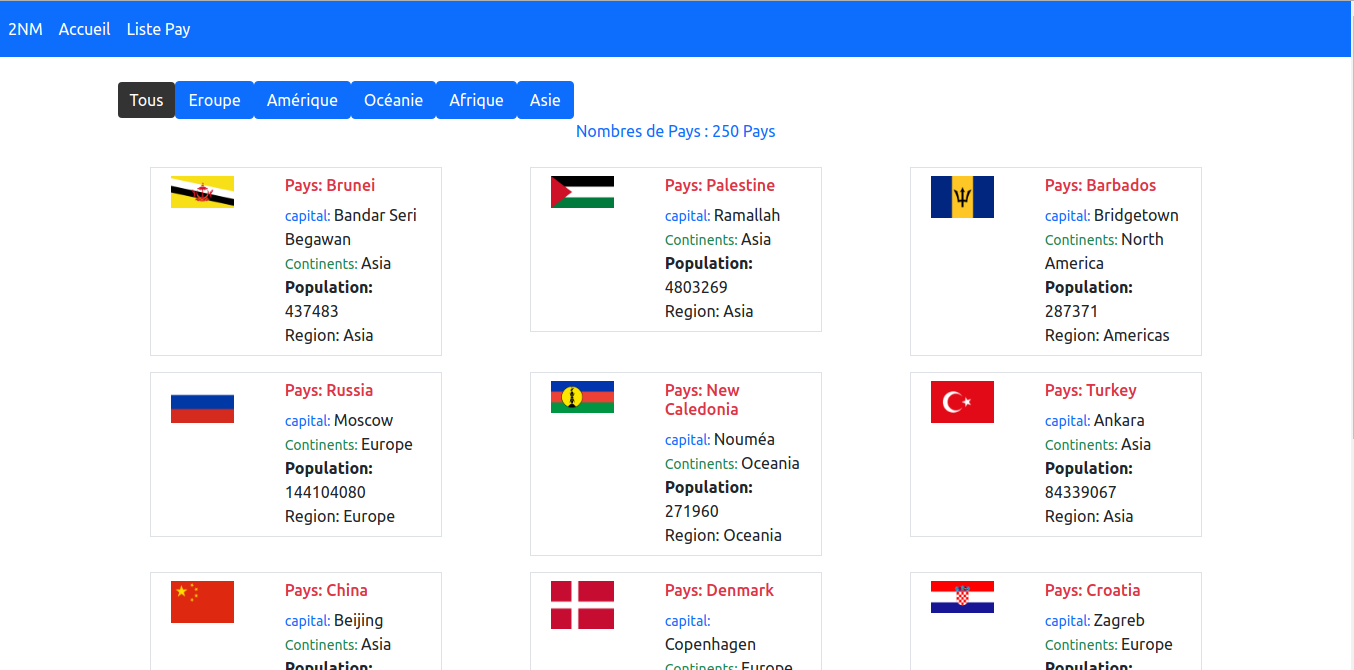 2NM Accueil Liste Pay
Tous Eroupe Amérique Océanie Afrique Asie
Nombres de Pays : 250 Pays
Pays: Brunei
capital: Bandar Seri
Begawan
Continents: Asia
Population:
437483
Region: Asia
Pays: Palestine
capital: Ramallah
Continents: Asia
Population:
4803269
Region: Asia
Pays: Barbados
capital: Bridgetown
Continents: North
America
Population:
287371
Region: Americas
Pays: Russia
capital: Moscow
Continents: Europe
Population:
144104080
Region: Europe
Pays: New
Caledonia
capital: Nouméa
Continents: Oceania
Population:
271960
Region: Oceania
Pays: Turkey
capital: Ankara
Continents: Asia
Population:
84339067
Region: Asia
Pays: China
capital: Beijing
Continents: Asia
Population:
Pays: Denmark
capital:
Copenhagen
Continents: Europe
Pays: Croatia
capital: Zagreb
Continents: Europe
Population: